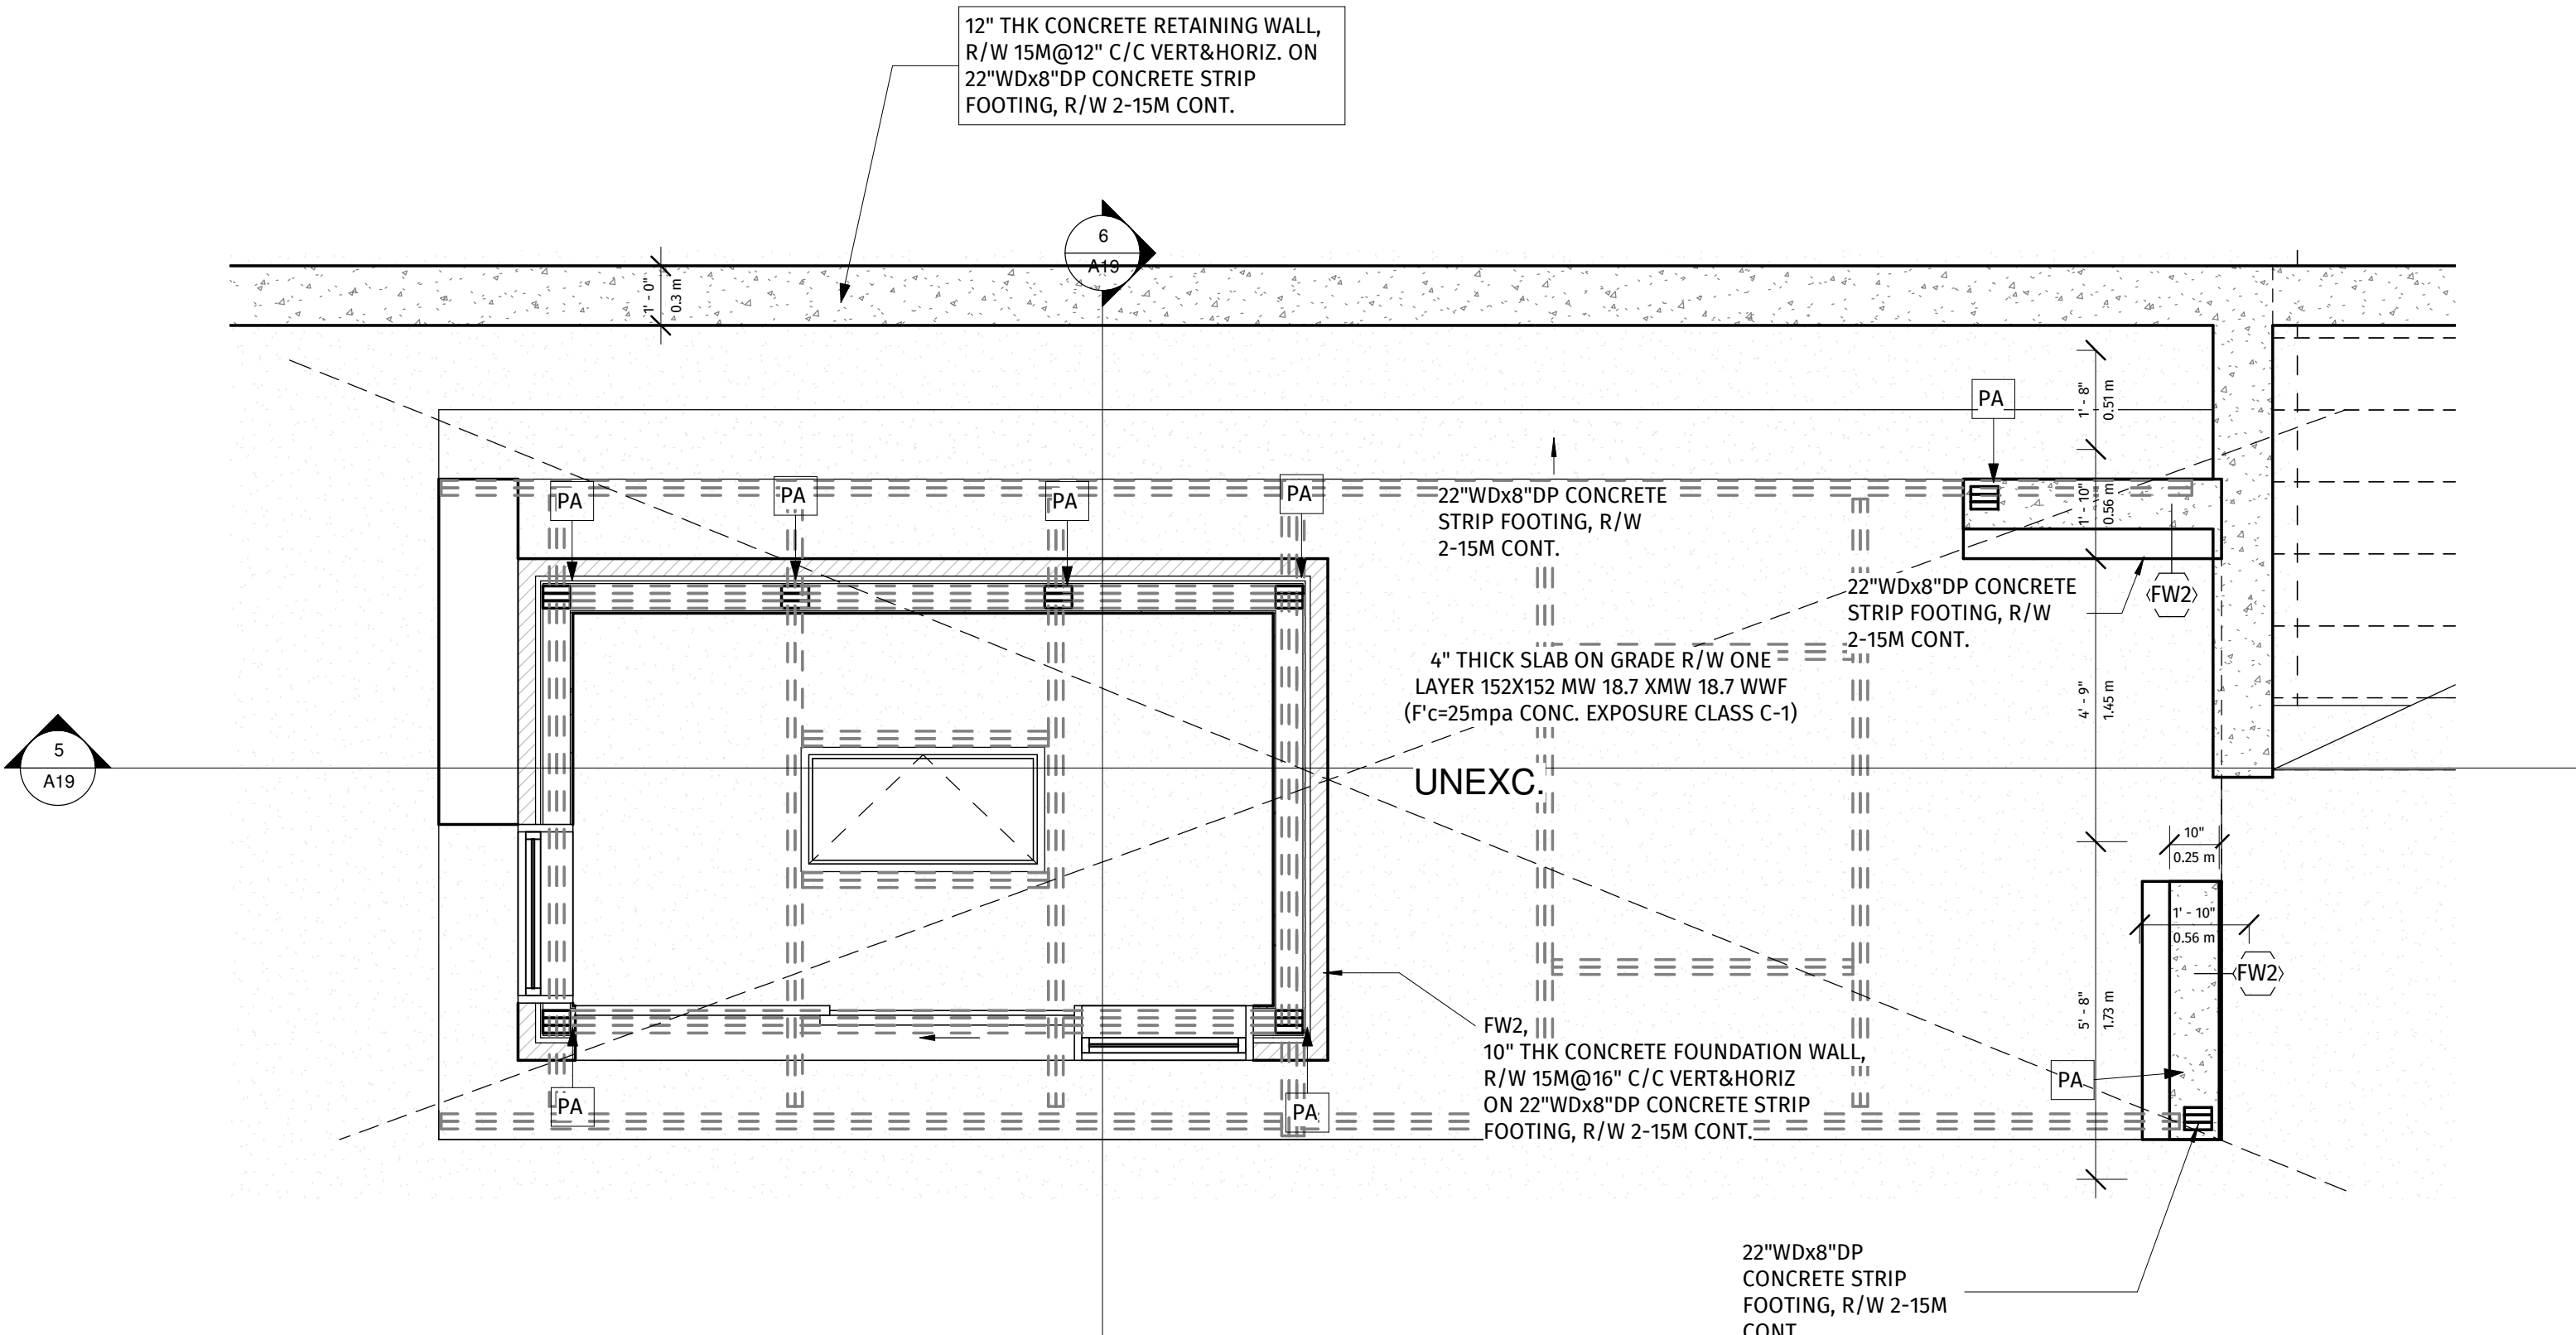 12" THK CONCRETE RETAINING WALL,
R/W 15M@12" C/C VERT&HORIZ. ON
22"WDx8"DP CONCRETE STRIP
FOOTING, R/W 2-15M CONT.
6
A19
1' - 0"
0.3 m
PA
1' - 8"
0.51 m
PA
PA
PA
PA
22"WDx8"DP CONCRETE
STRIP FOOTING, R/W
2-15M CONT.
1' - 10"
0.56 m
22"WDx8"DP CONCRETE
STRIP FOOTING, R/W
2-15M CONT.
FW2
4" THICK SLAB ON GRADE R/W ONE
LAYER 152X152 MW 18.7 XMW 18.7 WWF
(F'c=25mpa CONC. EXPOSURE CLASS C-1)
4' - 9"
1.45 m
5
A19
UNEXC.
10"
0.25 m
1' - 10"
0.56 m
FW2
5' - 8"
1.73 m
FW2,
10" THK CONCRETE FOUNDATION WALL,
R/W 15M@16" C/C VERT&HORIZ
ON 22"WDx8"DP CONCRETE STRIP
FOOTING, R/W 2-15M CONT.
PA
PA
PA
22"WDx8"DP
CONCRETE STRIP
FOOTING, R/W 2-15M
CONT